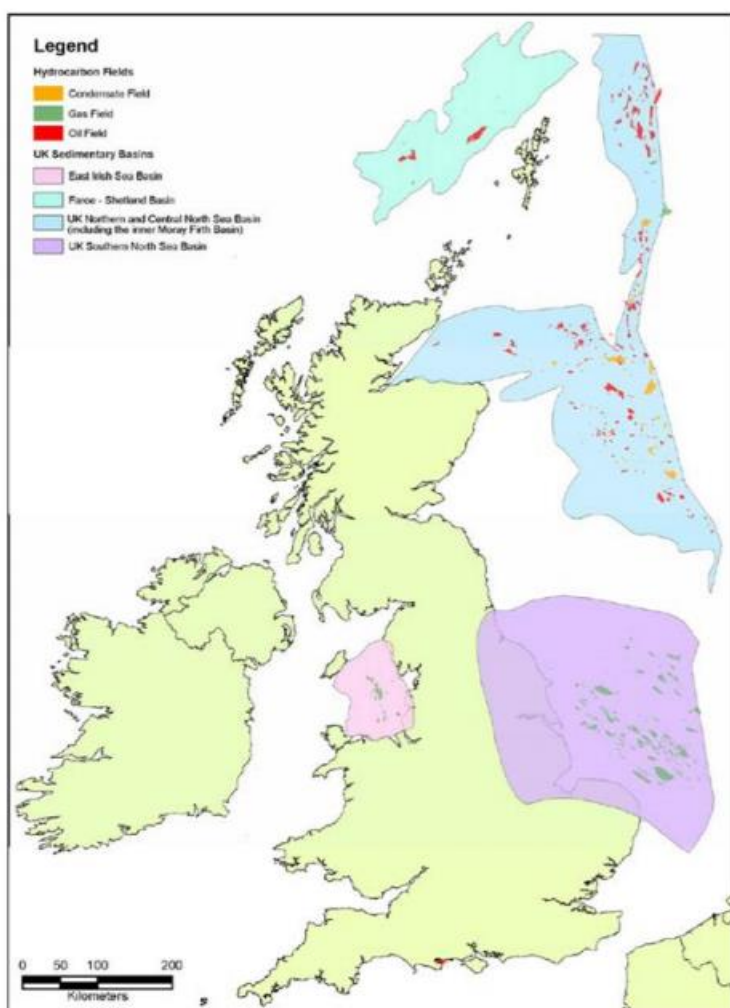 Legend
Hydrocarbon Fields
Condensate Field
Gas Field
Oil Field
UK Sedimentary Basins
East Irish Sea Basin
Faroe - Shetland Basin
UK Northern and Central North Sea Basin
(including the inner Moray Firth Basin)
UK Southern North Sea Basin
0 50 100 200
Kilometers